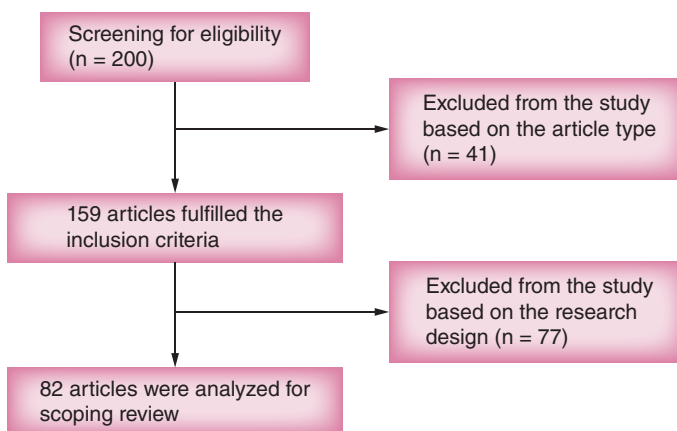 Screening for eligibility
(n = 200)
Excluded from the study
based on the article type
(n = 41)
159 articles fulfilled the
inclusion criteria
Excluded from the study
based on the research
design (n = 77)
82 articles were analyzed for
scoping review